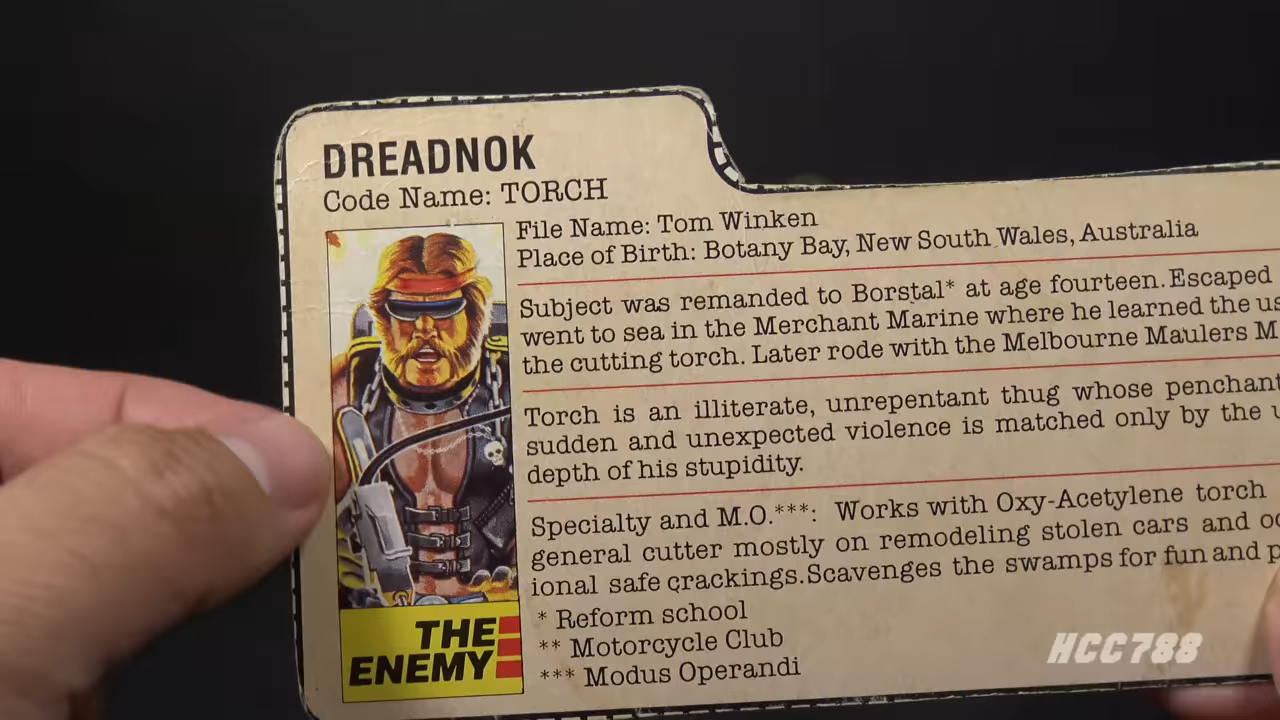 DREADNOK
Code Name: TORCH
File Name: Tom Winken
Place of Birth: Botany Bay, New South Wales, Australia
Subject was remanded to Borstal* at age fourteen. Escaped
went to sea in the Merchant Marine where he learned the
the cutting torch. Later rode with the Melbourne Maulers M
Torch is an illiterate, unrepentant thug whose penchant
sudden and unexpected violence is matched only by the
depth of his stupidity.
Specialty and M.O.***: Works with Oxy-Acetylene torch
general cutter mostly on remodeling stolen cars and
ional safe crackings. Scavenges the swamps for fun and
* Reform school
** Motorcycle Club
*** Modus Operandi
THE
ENEMY
HCC788